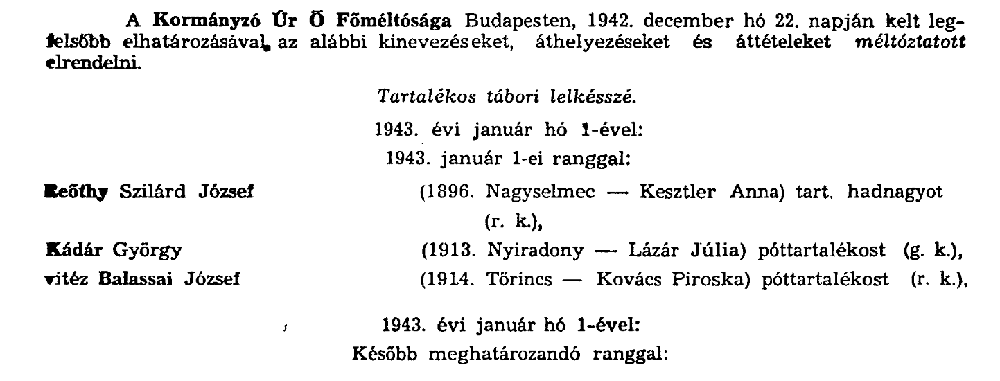 A Kormányzó Úr Ő Főméltósága Budapesten, 1942. december hó 22. napján kelt leg-
felsőbb elhatározásával, az alábbi kinevezéseket, áthelyezéseket és áttételeket méltóztatott
elrendelni.
Tartalékos tábori lelkésszé.
1943. évi január hó 1-ével:
1943. január 1-ei ranggal:
Reőthy Szilárd József (1896. Nagyselmec — Kesztler Anna) tart. hadnagyot
(r. k.),
Kádár György (1913. Nyiradony — Lázár Júlia) póttartalékost (g. k.),
vitéz Balassai József (1914. Tőrincs — Kovács Piroska) póttartalékost (r. k.),
1943. évi január hó 1-ével:
Később meghatározandó ranggal: